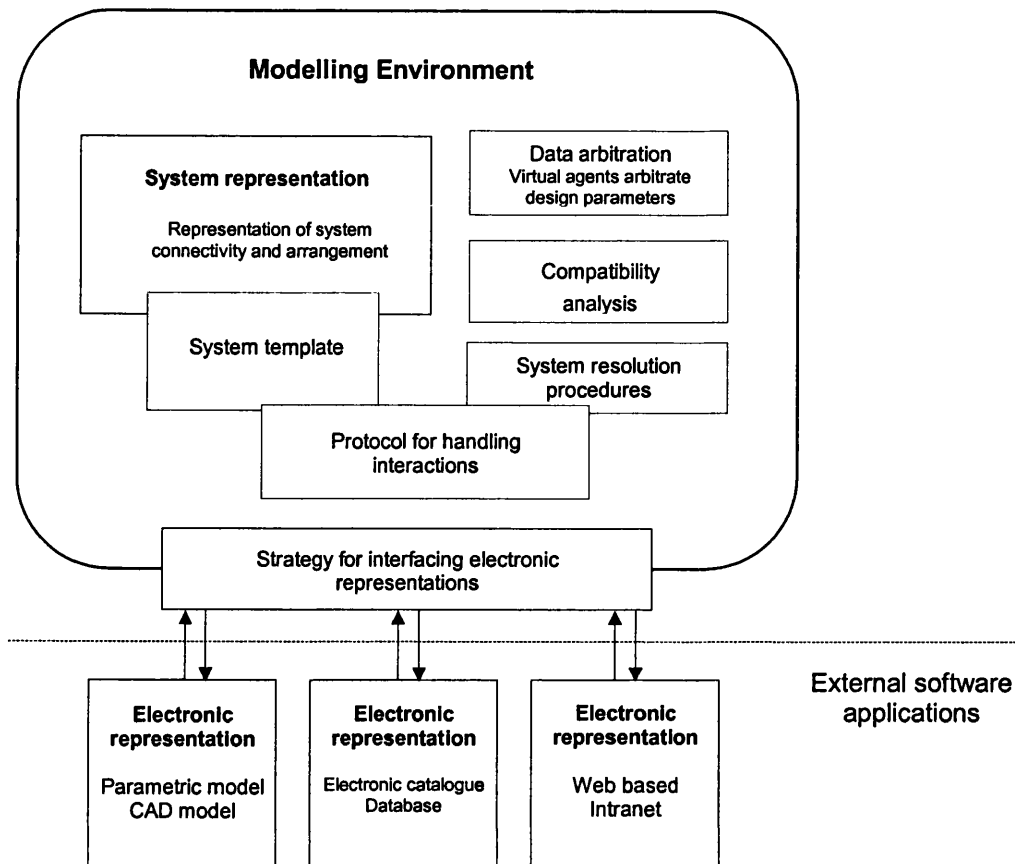 Modelling Environment
System representation
Representation of system
connectivity and arrangement
Data arbitration
Virtual agents arbitrate
design parameters
Compatibility
analysis
System template
System resolution
procedures
Protocol for handling
interactions
Strategy for interfacing electronic
representations
External software
applications
Electronic
representation
Parametric model
CAD model
Electronic
representation
Electronic catalogue
Database
Electronic
representation
Web based
Intranet